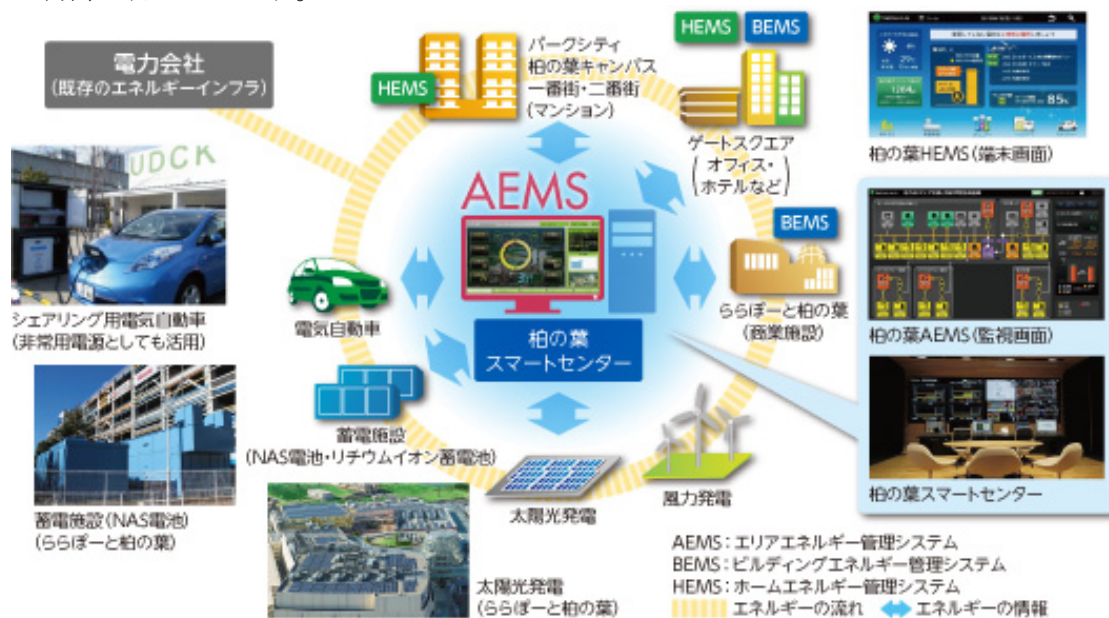 電力会社
(既存のエネルギーインフラ)
HEMS
パークシティ
柏の葉キャンパス
一番街・二番街
(マンション)
HEMS
BEMS
ゲートスクエア
(オフィス・
ホテルなど)
柏の葉HEMS(端末画面)
UDCK
シェアリング用電気自動車
(非常用電源としても活用)
AEMS
BEMS
ららぽーと柏の葉
(商業施設)
柏の葉AEMS(監視画面)
電気自動車
柏の葉
スマートセンター
蓄電施設
(NAS電池・リチウムイオン蓄電池)
蓄電施設(NAS電池)
(ららぽーと柏の葉)
太陽光発電
風力発電
柏の葉スマートセンター
太陽光発電
(ららぽーと柏の葉)
AEMS:エリアエネルギー管理システム
BEMS:ビルディングエネルギー管理システム
HEMS:ホームエネルギー管理システム
エネルギーの流れ
エネルギーの情報